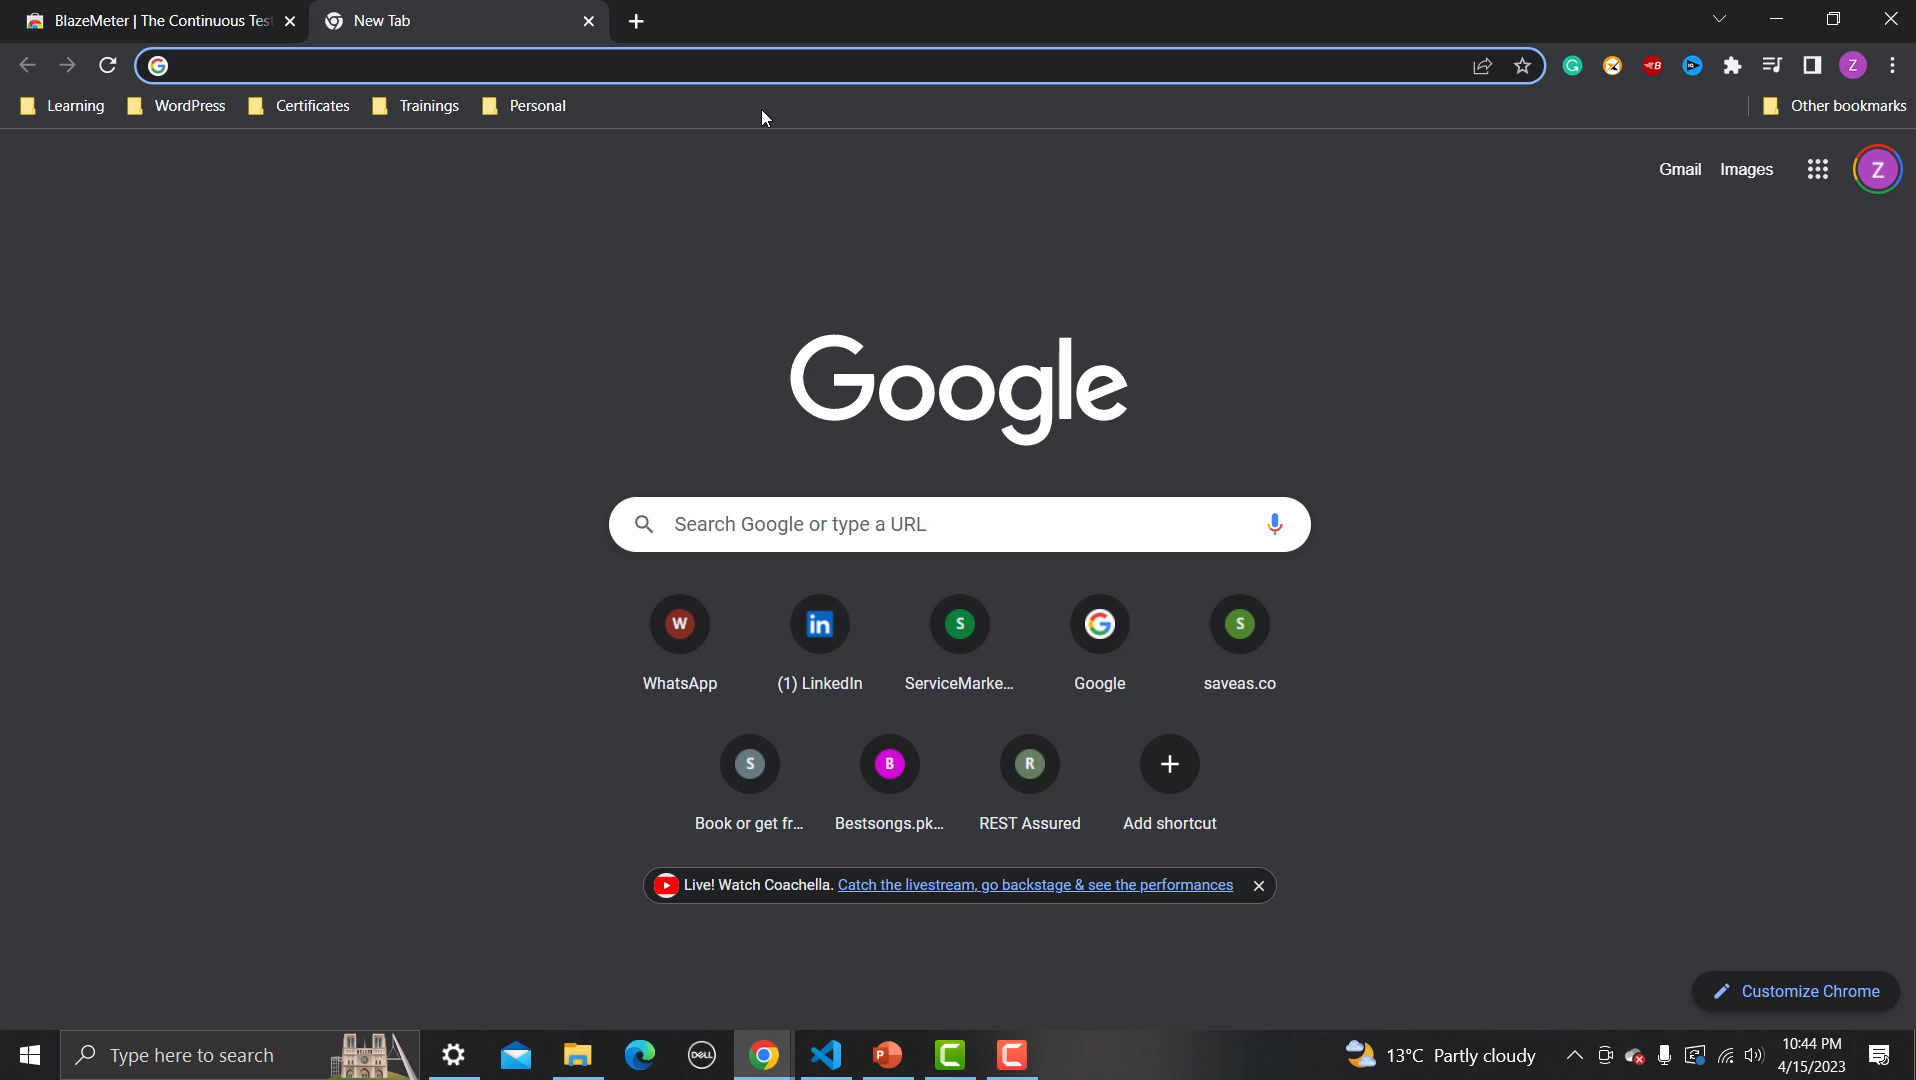 BlazeMeter | The Continuous Tes
New Tab
Learning
WordPress
Certificates
Trainings
Personal
Other bookmarks
Gmail
Images
Z
Z
Google
Search Google or type a URL
W
in
S
G
S
WhatsApp
(1) LinkedIn
ServiceMarke...
Google
saveas.co
S
B
R
Book or get fr...
Bestsongs.pk...
REST Assured
Add shortcut
Live! Watch Coachella. Catch the livestream, go backstage & see the performances
Customize Chrome
Type here to search
DELL
13°C Partly cloudy
10:44 PM
4/15/2023